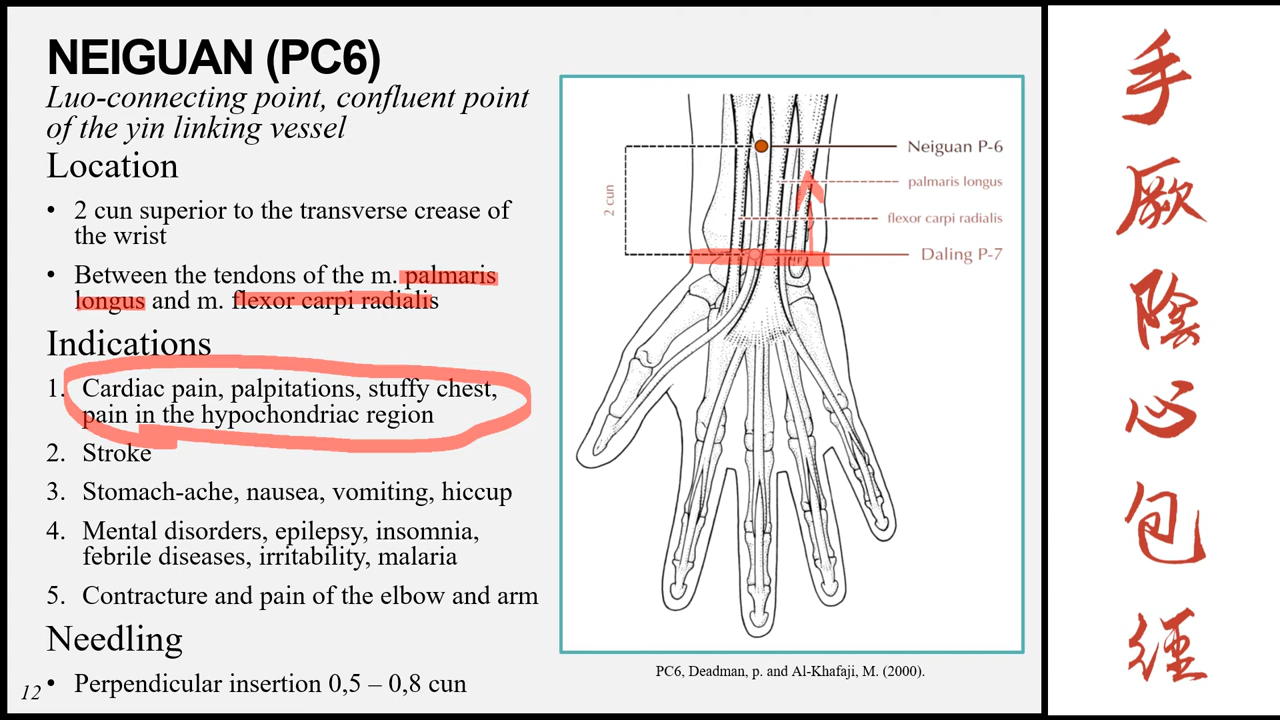 NEIGUAN (PC6)
Luo-connecting point, confluent point
of the yin linking vessel
Location
• 2 cun superior to the transverse crease of
the wrist
• Between the tendons of the m. palmaris
longus and m. flexor carpi radialis
Indications
1. Cardiac pain, palpitations, stuffy chest,
pain in the hypochondriac region
2. Stroke
3. Stomach-ache, nausea, vomiting, hiccup
4. Mental disorders, epilepsy, insomnia,
febrile diseases, irritability, malaria
5. Contracture and pain of the elbow and arm
Needling
• Perpendicular insertion 0,5 – 0,8 cun
12
Neiguan P-6
palmaris longus
2 cun
flexor carpi radialis
Daling P-7
PC6, Deadman, p. and Al-Khafaji, M. (2000).
手厥陰心包經